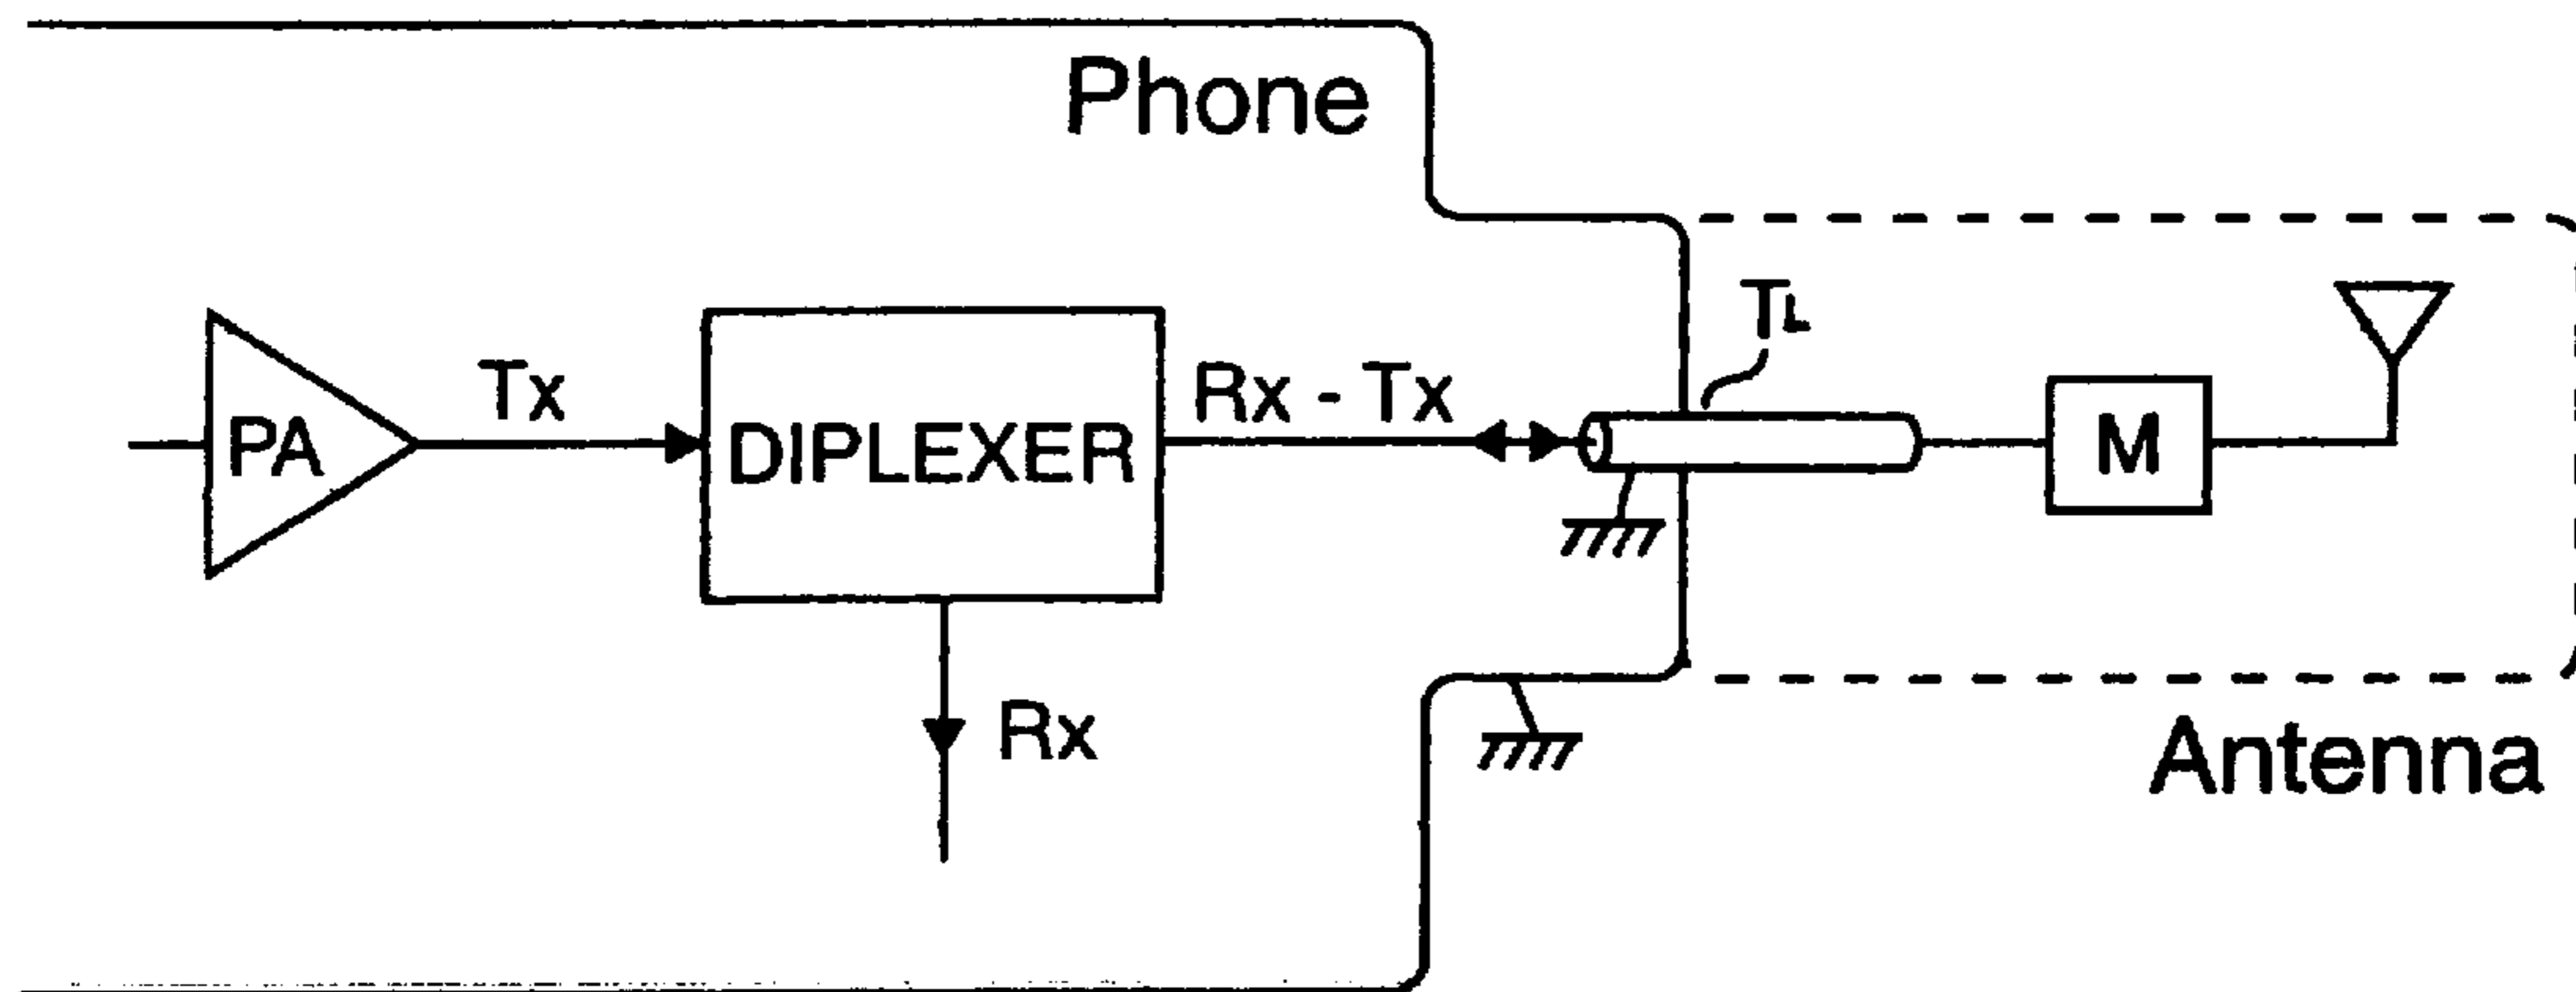 Phone
TL
Tx
Rx - Tx
PA
DIPLEXER
M
Rx
Antenna